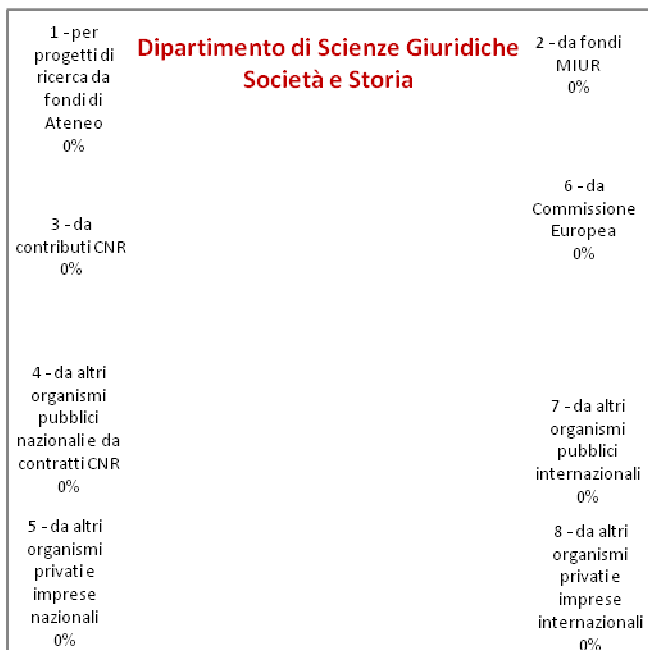 Dipartimento di Scienze Giuridiche
Società e Storia
1 - per
progetti di
ricerca da
fondi di
Ateneo
0%
2 - da fondi
MIUR
0%
3 - da
contributi CNR
0%
6 - da
Commissione
Europea
0%
4 - da altri
organismi
pubblici
nazionali e da
contratti CNR
0%
7 - da altri
organismi
pubblici
internazionali
0%
5 - da altri
organismi
privati e
imprese
nazionali
0%
8 - da altri
organismi
privati e
imprese
internazionali
0%